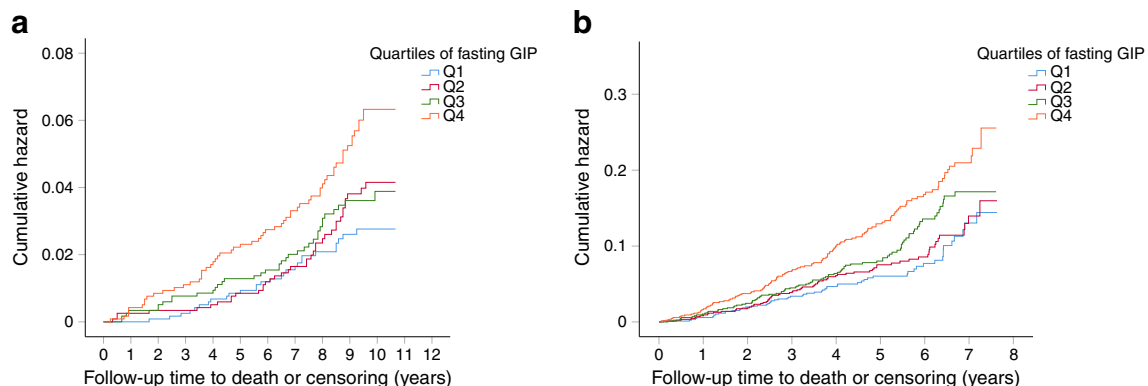 a
Quartiles of fasting GIP
Q1
Q2
Q3
Q4
Cumulative hazard
0.08
0.06
0.04
0.02
0
0 1 2 3 4 5 6 7 8 9 10 11 12
Follow-up time to death or censoring (years)
b
Quartiles of fasting GIP
Q1
Q2
Q3
Q4
Cumulative hazard
0.3
0.2
0.1
0
0 1 2 3 4 5 6 7 8
Follow-up time to death or censoring (years)